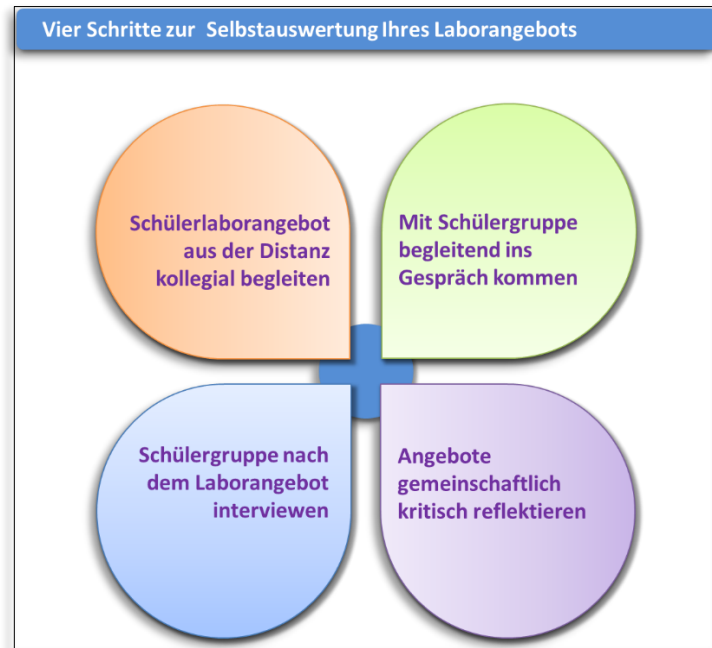 Vier Schritte zur Selbstauswertung Ihres Laborangebots
Schülerlaborangebot
aus der Distanz
kollegial begleiten
Mit Schülergruppe
begleitend ins
Gespräch kommen
Schülergruppe nach
dem Laborangebot
interviewen
Angebote
gemeinschaftlich
kritisch reflektieren